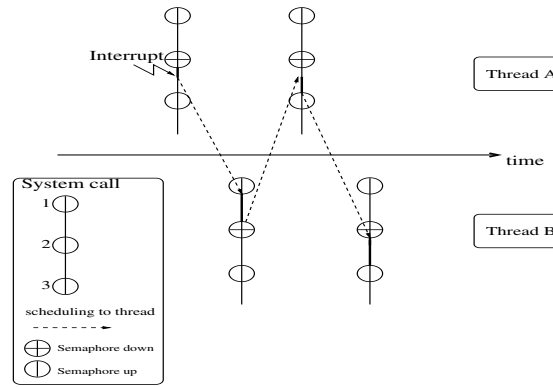 Interrupt
Thread A
time
System call
1
2
3
scheduling to thread
Semaphore down
Semaphore up
Thread B